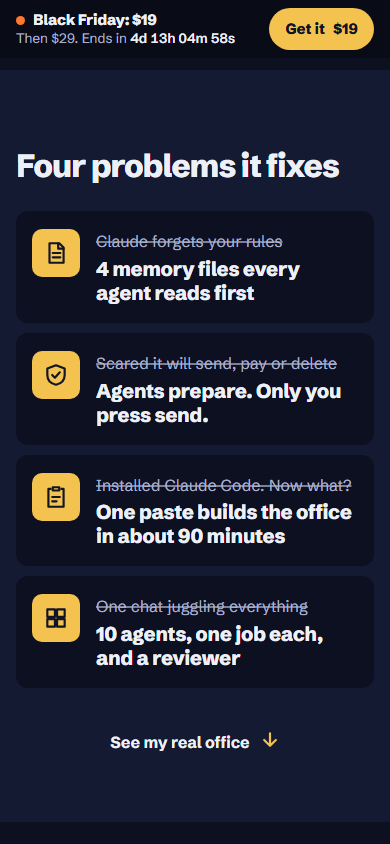 Black Friday: $19
Then $29. Ends in 4d 13h 04m 58s
Get it $19
Four problems it fixes
Claude forgets your rules
4 memory files every
agent reads first
Scared it will send, pay or delete
Agents prepare. Only you
press send.
Installed Claude Code. Now what?
One paste builds the office
in about 90 minutes
One chat juggling everything
10 agents, one job each,
and a reviewer
See my real office